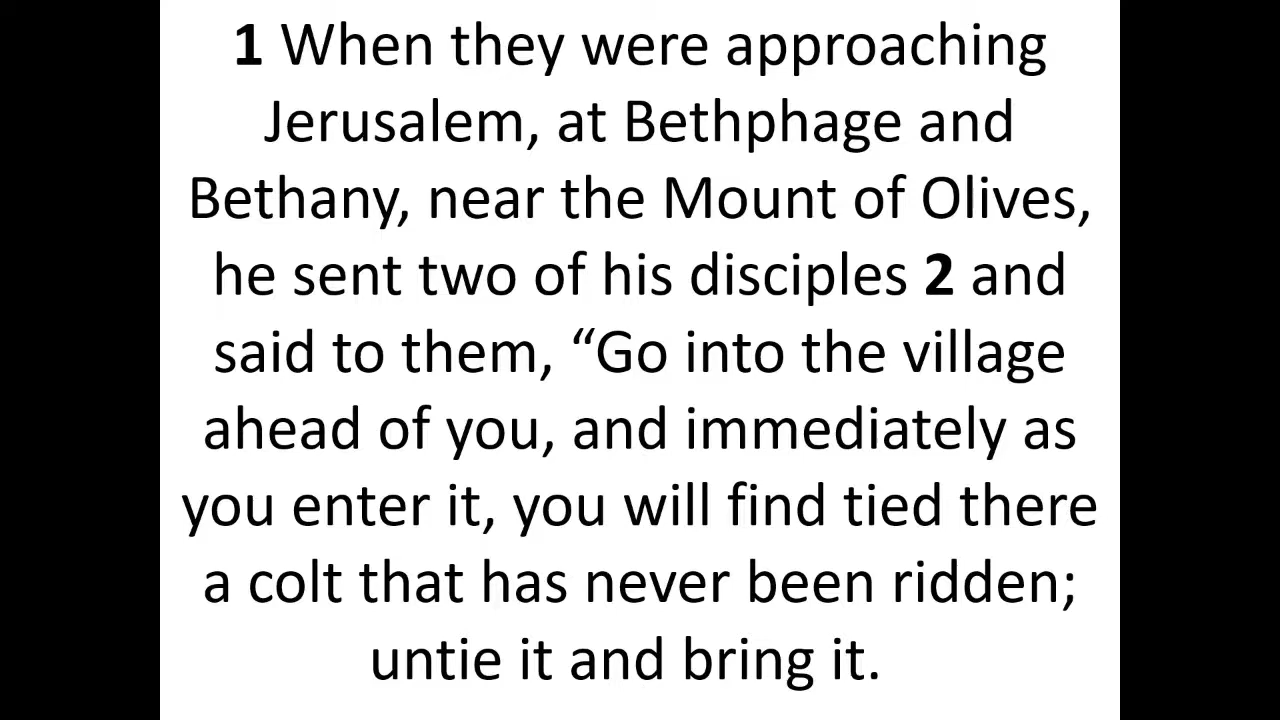 1 When they were approaching
Jerusalem, at Bethphage and
Bethany, near the Mount of Olives,
he sent two of his disciples 2 and
said to them, “Go into the village
ahead of you, and immediately as
you enter it, you will find tied there
a colt that has never been ridden;
untie it and bring it.